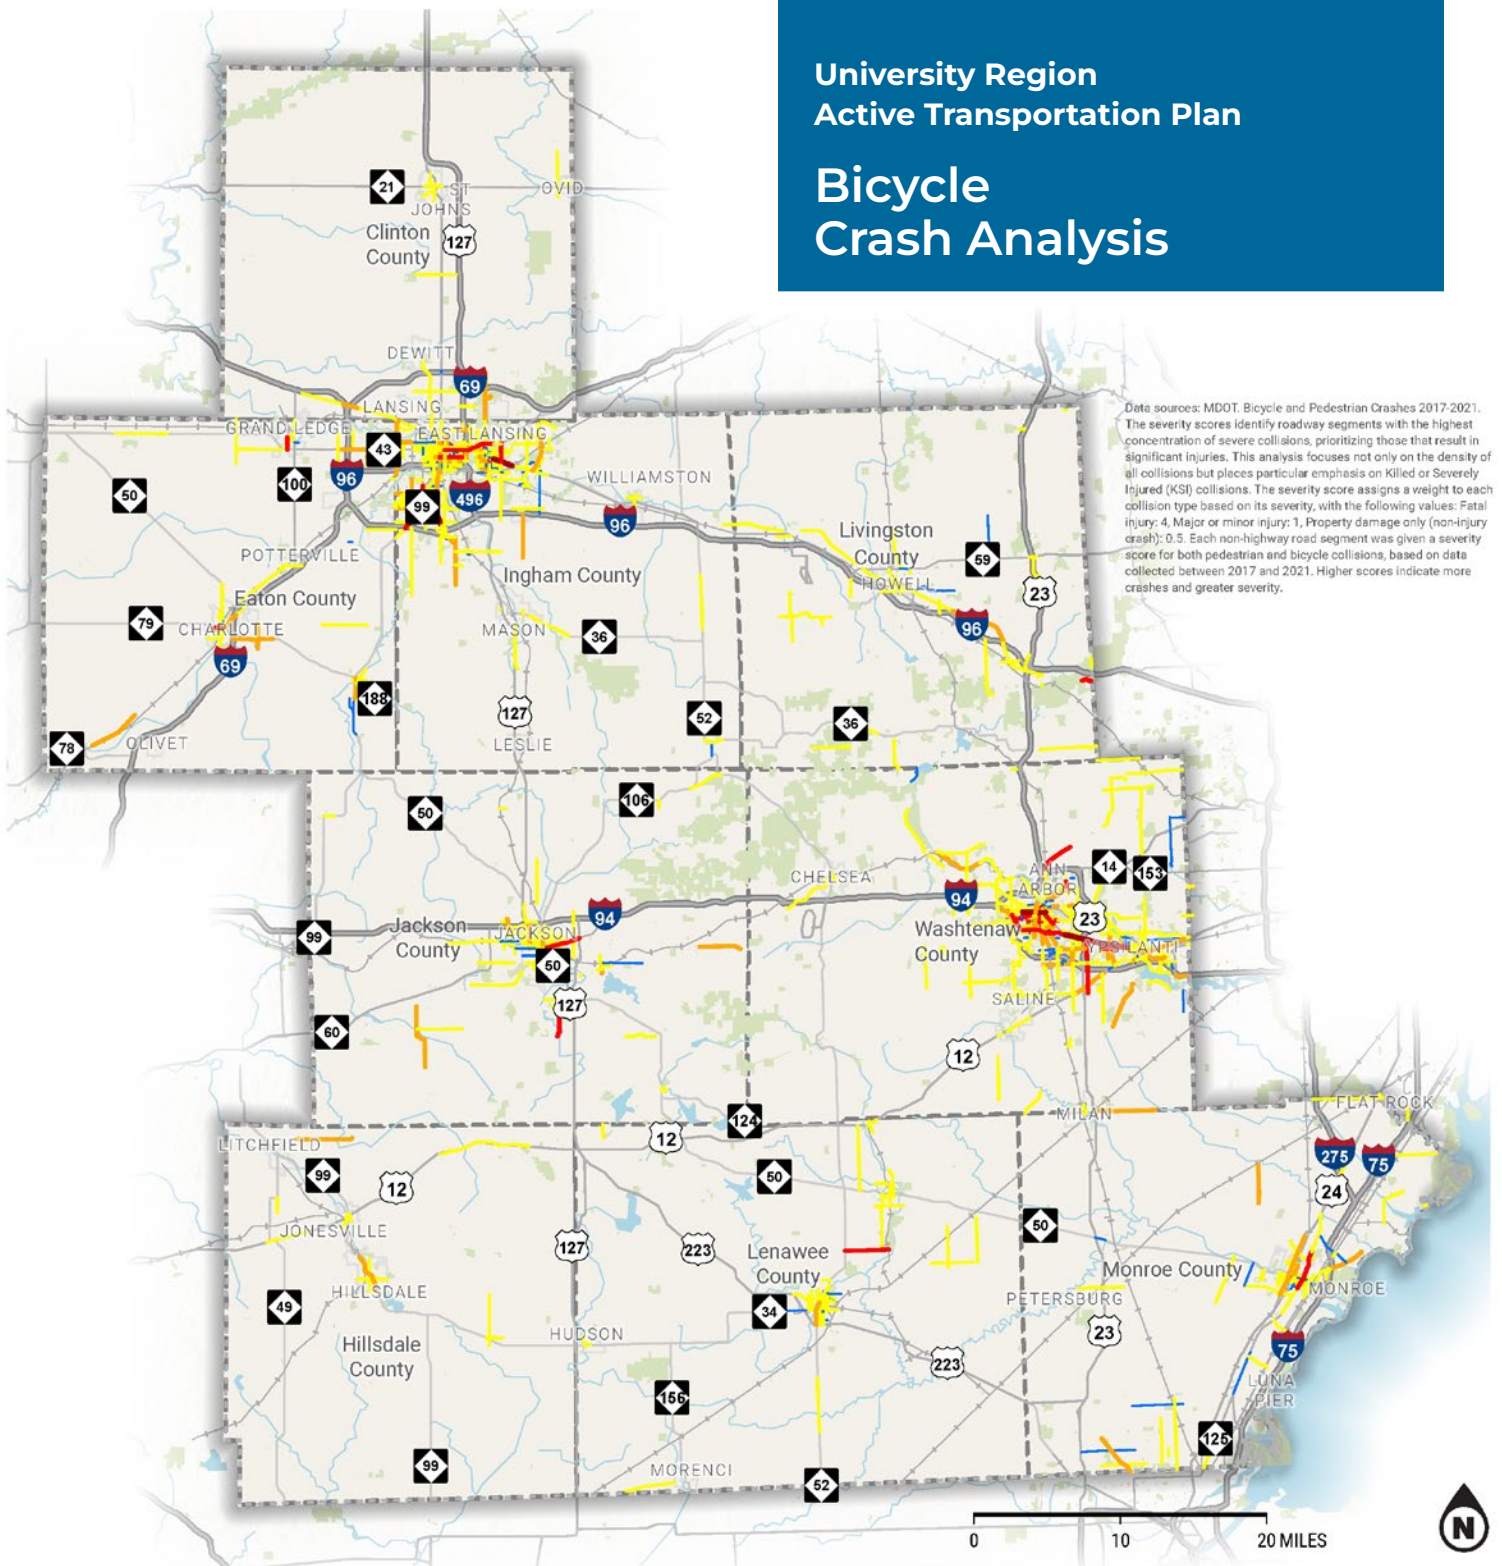 University Region
Active Transportation Plan
Bicycle
Crash Analysis
Data sources: MDOT. Bicycle and Pedestrian Crashes 2017-2021.
The severity scores identify roadway segments with the highest
concentration of severe collisions, prioritizing those that result in
significant injuries. This analysis focuses not only on the density of
all collisions but places particular emphasis on Killed or Severely
Injured (KSI) collisions. The severity score assigns a weight to each
collision type based on its severity, with the following values: Fatal
injury: 4, Major or minor injury: 1, Property damage only (non-injury
crash): 0.5. Each non-highway road segment was given a severity
score for both pedestrian and bicycle collisions, based on data
collected between 2017 and 2021. Higher scores indicate more
crashes and greater severity.
21
ST
JOHNS
OVID
Clinton
County
127
DEWITT
69
LANSING
GRAND LEDGE
EAST LANSING
43
96
100
50
99
496
WILLIAMSTON
96
Livingston
County
59
HOWELL
23
POTTERVILLE
Ingham County
Eaton County
79
CHARLOTTE
MASON
36
96
69
188
127
52
36
78
OLIVET
LESLIE
50
106
CHELSEA
ANN
ARBOR
14
153
94
94
23
Jackson
County
99
JACKSON
50
Washtenaw
County
YPSILANTI
127
SALINE
60
12
124
MILAN
FLAT ROCK
LITCHFIELD
12
99
12
50
275
75
24
JONESVILLE
127
223
50
Lenawee
County
Monroe County
HILLSDALE
49
34
PETERSBURG
MONROE
Hillsdale
County
HUDSON
23
223
75
156
LUNA
PIER
99
MORENCI
52
125
0
10
20 MILES
N